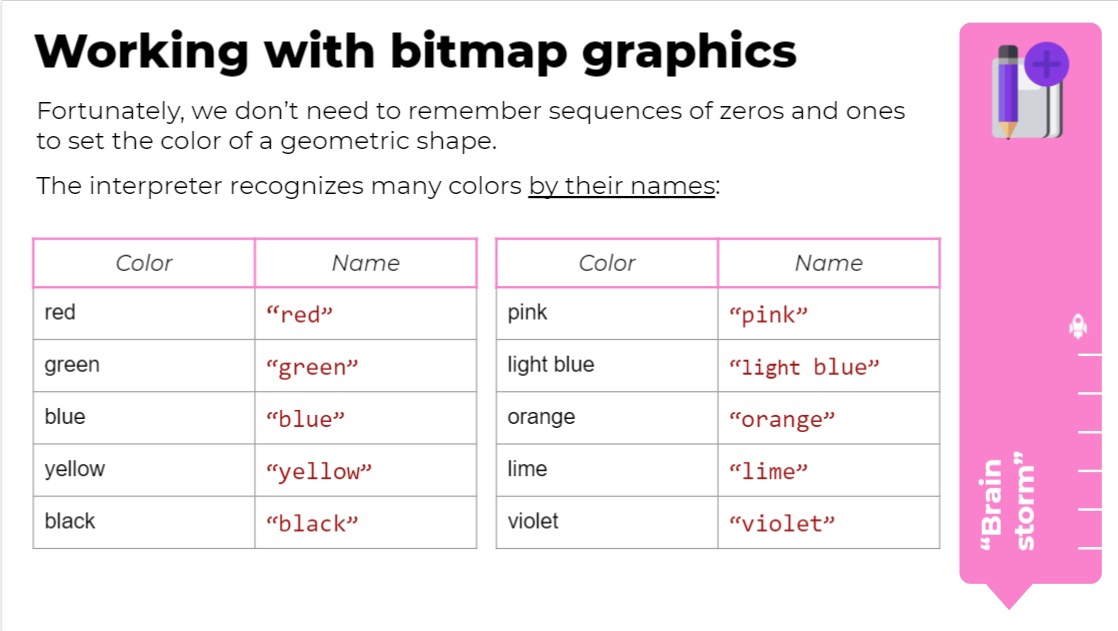 Working with bitmap graphics
Fortunately, we don’t need to remember sequences of zeros and ones
to set the color of a geometric shape.
The interpreter recognizes many colors by their names:
Color Name
red “red”
green “green”
blue “blue”
yellow “yellow”
black “black”
Color Name
pink “pink”
light blue “light blue”
orange “orange”
lime “lime”
violet “violet”
“Brain
storm”